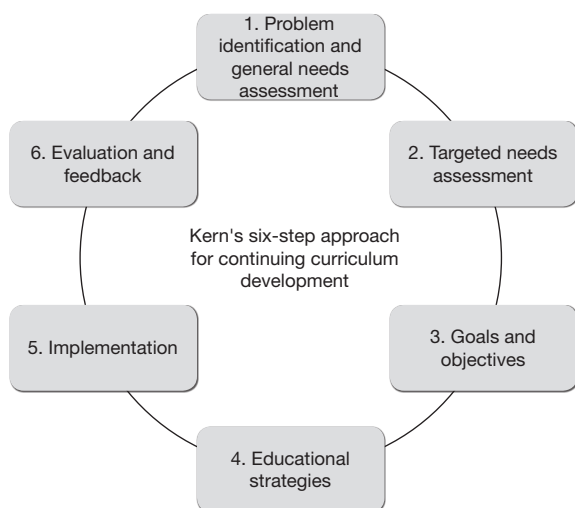 1. Problem
identification and
general needs
assessment
2. Targeted needs
assessment
3. Goals and
objectives
4. Educational
strategies
5. Implementation
6. Evaluation and
feedback
Kern's six-step approach
for continuing curriculum
development